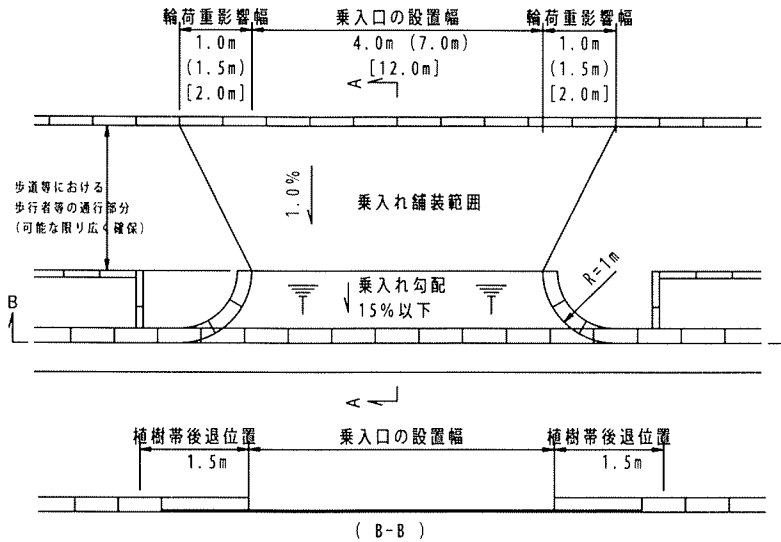 輪荷重影響幅
乗入口の設置幅
輪荷重影響幅
1.0m
4.0m (7.0m)
1.0m
(1.5m)
[12.0m]
(1.5m)
[2.0m]
[2.0m]
A
歩道等における
歩行者等の通行部分
(可能な限り広く確保)
1.0%
乗入れ舗装範囲
R=1m
乗入れ勾配
15%以下
B
A
植樹帯後退位置
乗入口の設置幅
植樹帯後退位置
1.5m
1.5m
( B-B )